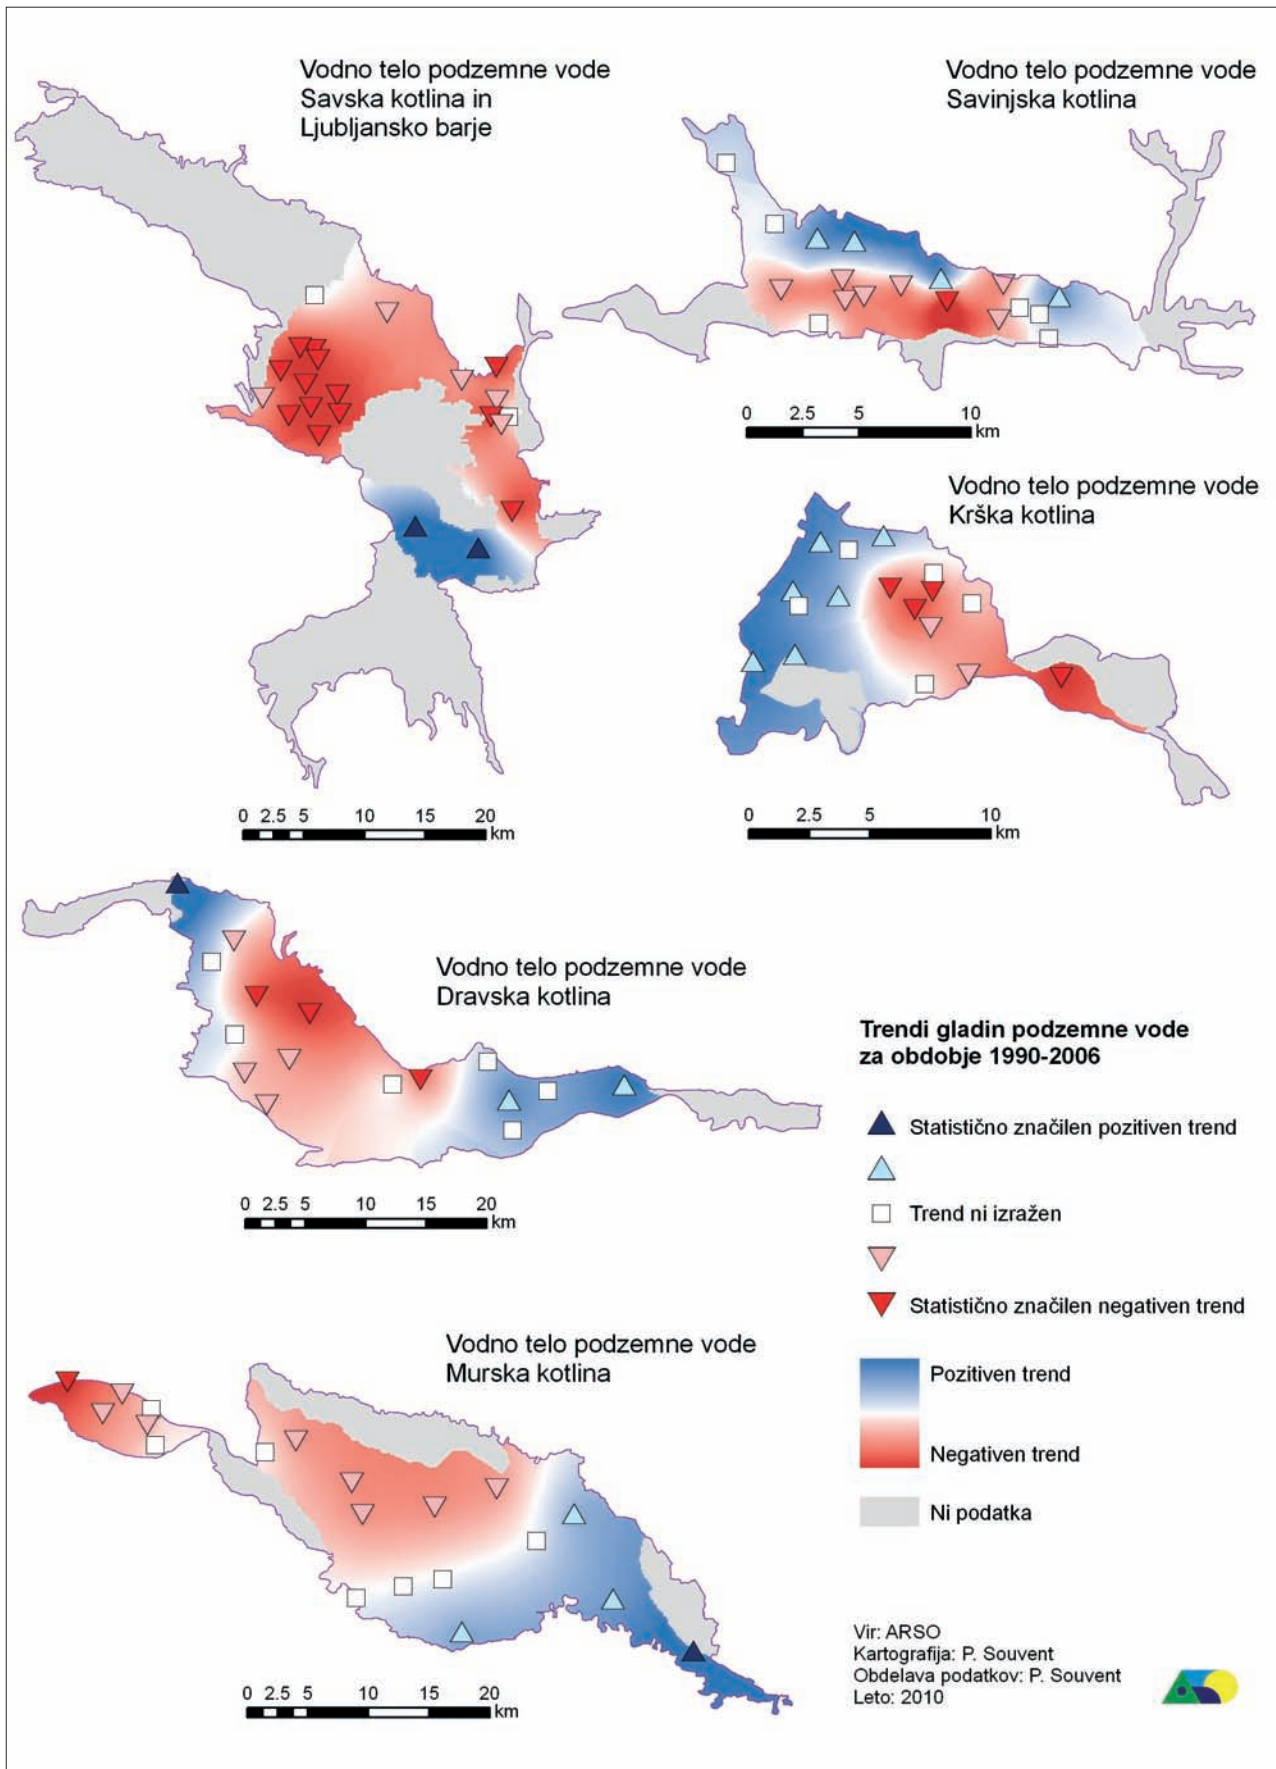 Vodno telo podzemne vode
Savska kotlina in
Ljubljansko barje
Vodno telo podzemne vode
Savinjska kotlina
0 2.5 5 10
km
Vodno telo podzemne vode
Krška kotlina
0 2.5 5 10 15 20
km
0 2.5 5 10
km
Vodno telo podzemne vode
Dravska kotlina
0 2.5 5 10 15 20
km
Trendi gladin podzemne vode
za obdobje 1990-2006
Statistično značilen pozitiven trend
Trend ni izražen
Statistično značilen negativen trend
Pozitiven trend
Negativen trend
Ni podatka
Vodno telo podzemne vode
Murska kotlina
0 2.5 5 10 15 20
km
Vir: ARSO
Kartografija: P. Souvent
Obdelava podatkov: P. Souvent
Leto: 2010